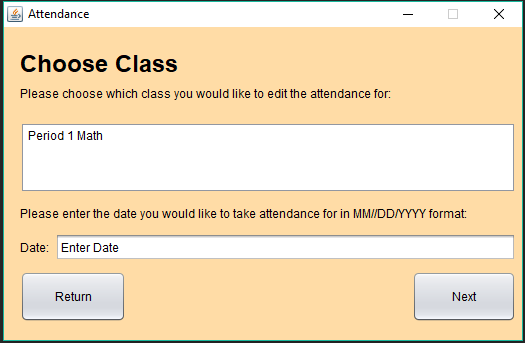 Attendance
Choose Class
Please choose which class you would like to edit the attendance for:
Period 1 Math
Please enter the date you would like to take attendance for in MM//DD/YYYY format:
Date: Enter Date
Return Next